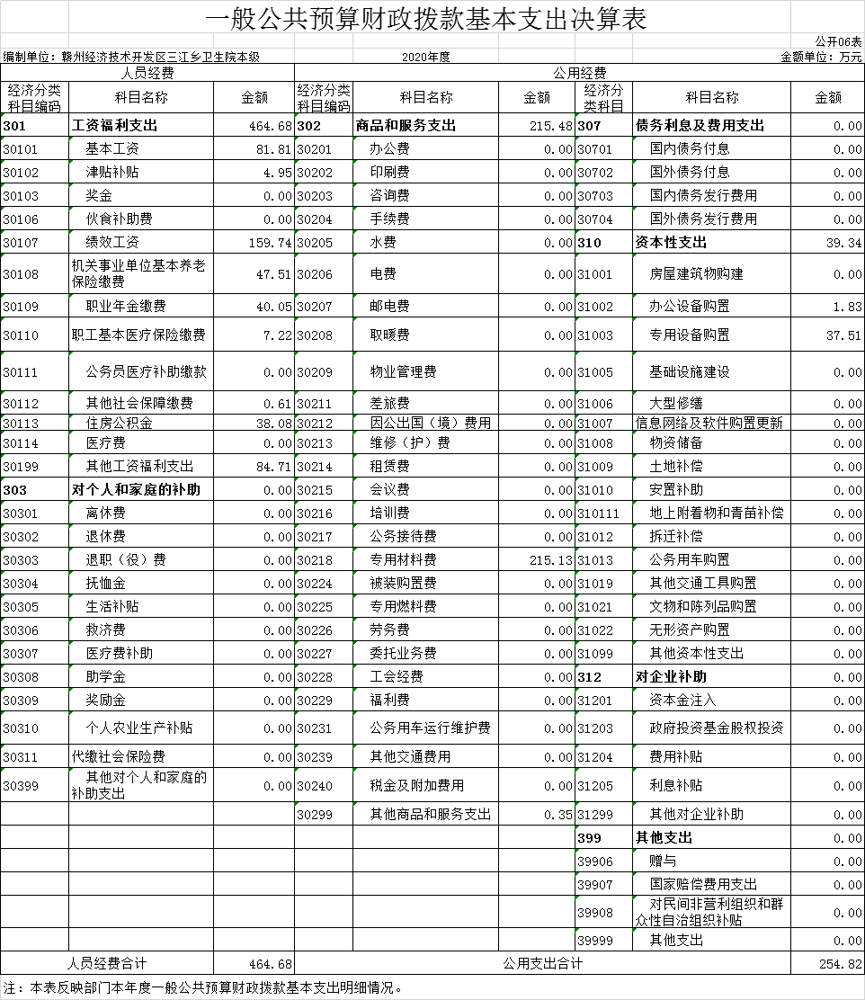 一般公共预算财政拨款基本支出决算表
公开06表
编制单位：赣州经济技术开发区三江乡卫生院本级 2020年度 金额单位：万元
人员经费 公用经费
经济分类科目编码 科目名称 金额 经济分类科目编码 科目名称 金额 经济分类科目 科目名称 金额
301 工资福利支出 464.68 302 商品和服务支出 215.48 307 债务利息及费用支出 0.00
30101 基本工资 81.81 30201 办公费 0.00 30701 国内债务付息 0.00
30102 津贴补贴 4.95 30202 印刷费 0.00 30702 国外债务付息 0.00
30103 奖金 0.00 30203 咨询费 0.00 30703 国内债务发行费用 0.00
30106 伙食补助费 0.00 30204 手续费 0.00 30704 国外债务发行费用 0.00
30107 绩效工资 159.74 30205 水费 0.00 310 资本性支出 39.34
30108 机关事业单位基本养老保险缴费 47.51 30206 电费 0.00 31001 房屋建筑物购建 0.00
30109 职业年金缴费 40.05 30207 邮电费 0.00 31002 办公设备购置 1.83
30110 职工基本医疗保险缴费 7.22 30208 取暖费 0.00 31003 专用设备购置 37.51
30111 公务员医疗补助缴款 0.00 30209 物业管理费 0.00 31005 基础设施建设 0.00
30112 其他社会保障缴费 0.61 30211 差旅费 0.00 31006 大型修缮 0.00
30113 住房公积金 38.08 30212 因公出国（境）费用 0.00 31007 信息网络及软件购置更新 0.00
30114 医疗费 0.00 30213 维修（护）费 0.00 31008 物资储备 0.00
30199 其他工资福利支出 84.71 30214 租赁费 0.00 31009 土地补偿 0.00
303 对个人和家庭的补助 0.00 30215 会议费 0.00 31010 安置补助 0.00
30301 离休费 0.00 30216 培训费 0.00 310111 地上附着物和青苗补偿 0.00
30302 退休费 0.00 30217 公务接待费 0.00 31012 拆迁补偿 0.00
30303 退职（役）费 0.00 30218 专用材料费 215.13 31013 公务用车购置 0.00
30304 抚恤金 0.00 30224 被装购置费 0.00 31019 其他交通工具购置 0.00
30305 生活补贴 0.00 30225 专用燃料费 0.00 31021 文物和陈列品购置 0.00
30306 救济费 0.00 30226 劳务费 0.00 31022 无形资产购置 0.00
30307 医疗费补助 0.00 30227 委托业务费 0.00 31099 其他资本性支出 0.00
30308 助学金 0.00 30228 工会经费 0.00 312 对企业补助 0.00
30309 奖励金 0.00 30229 福利费 0.00 31201 资本金注入 0.00
30310 个人农业生产补贴 0.00 30231 公务用车运行维护费 0.00 31203 政府投资基金股权投资 0.00
30311 代缴社会保险费 0.00 30239 其他交通费用 0.00 31204 费用补贴 0.00
30399 其他对个人和家庭的补助支出 0.00 30240 税金及附加费用 0.00 31205 利息补贴 0.00
30299 其他商品和服务支出 0.35 31299 其他对企业补助 0.00
399 其他支出 0.00
39906 赠与 0.00
39907 国家赔偿费用支出 0.00
39908 对民间非营利组织和群众性自治组织补贴 0.00
39999 其他支出 0.00
人员经费合计 464.68 公用支出合计 254.82
注：本表反映部门本年度一般公共预算财政拨款基本支出明细情况。